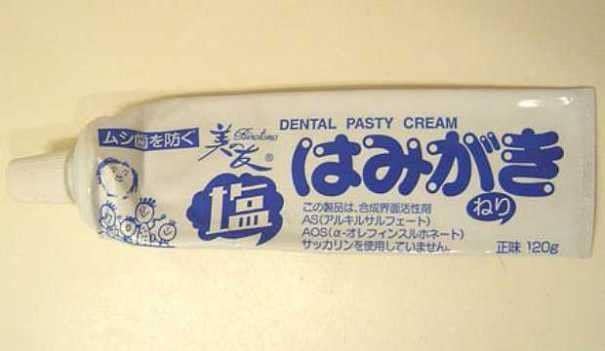 ムシ歯を防ぐ
美友
®
塩
DENTAL PASTY CREAM
はみがき
ねり
この製品は、合成界面活性剤
AS(アルキルサルフェート)
AOS(α-オレフィンスルホネート)
サッカリンを使用していません。
正味 120g